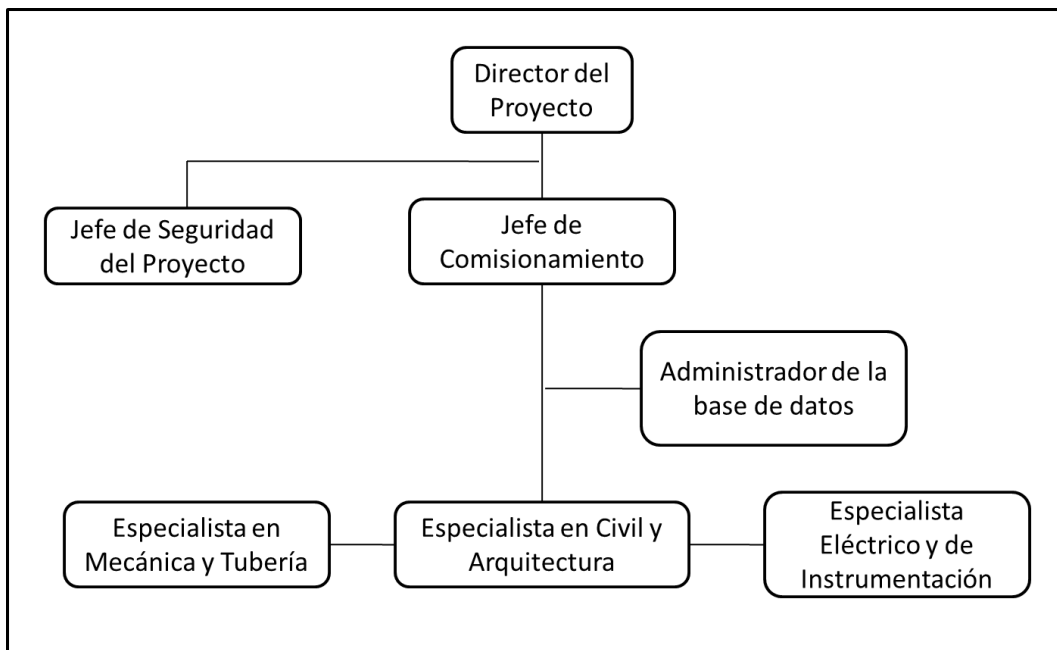 Director del
Proyecto
Jefe de Seguridad
del Proyecto
Jefe de
Comisionamiento
Administrador de la
base de datos
Especialista en
Mecánica y Tubería
Especialista en Civil y
Arquitectura
Especialista
Eléctrico y de
Instrumentación